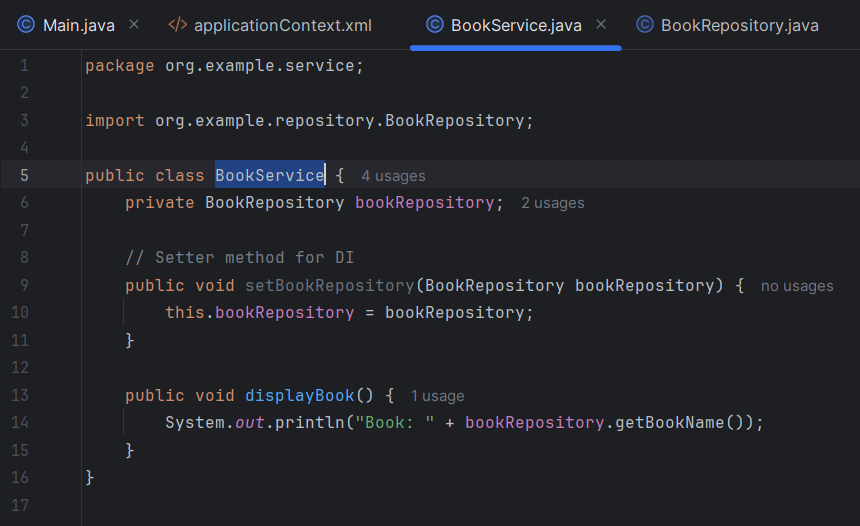 Main.java
applicationContext.xml
BookService.java
BookRepository.java
1 package org.example.service;
2
3 import org.example.repository.BookRepository;
4
5 public class BookService { 4 usages
6     private BookRepository bookRepository; 2 usages
7
8     // Setter method for DI
9     public void setBookRepository(BookRepository bookRepository) { no usages
10         this.bookRepository = bookRepository;
11     }
12
13     public void displayBook() { 1 usage
14         System.out.println("Book: " + bookRepository.getBookName());
15     }
16 }
17